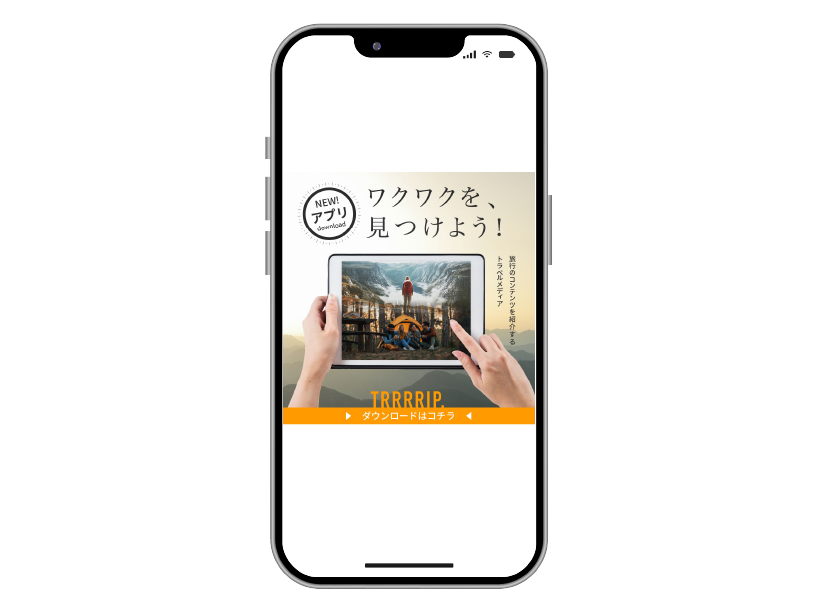 NEW!
アプリ
download
ワクワクを、
見つけよう!
旅行のコンテンツを紹介する
トラベルメディア
TRRRRIP.
ダウンロードはコチラ